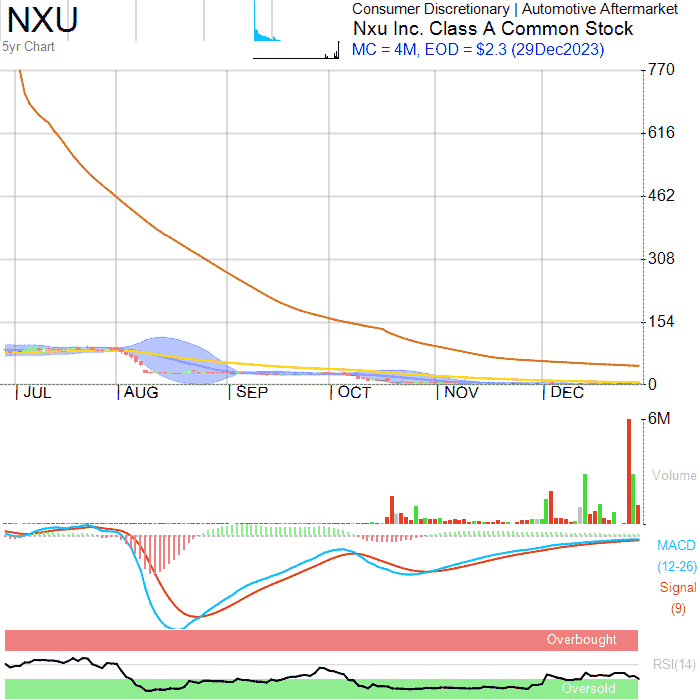 NXU
5yr Chart
Consumer Discretionary | Automotive Aftermarket
Nxu Inc. Class A Common Stock
MC = 4M, EOD = $2.3 (29Dec2023)
770
616
462
308
154
0
JUL AUG SEP OCT NOV DEC
6M
Volume
MACD
(12-26)
Signal
(9)
Overbought
RSI(14)
Oversold